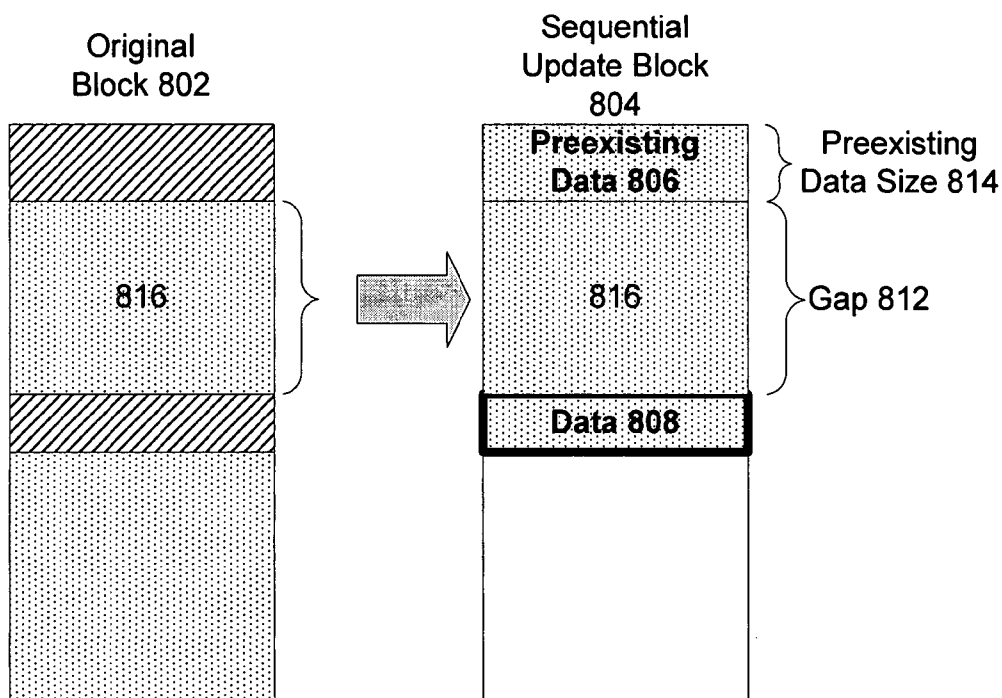 Original
Block 802
Sequential
Update Block
804
Preexisting
Data 806
Preexisting
Data Size 814
816
816
Gap 812
Data 808